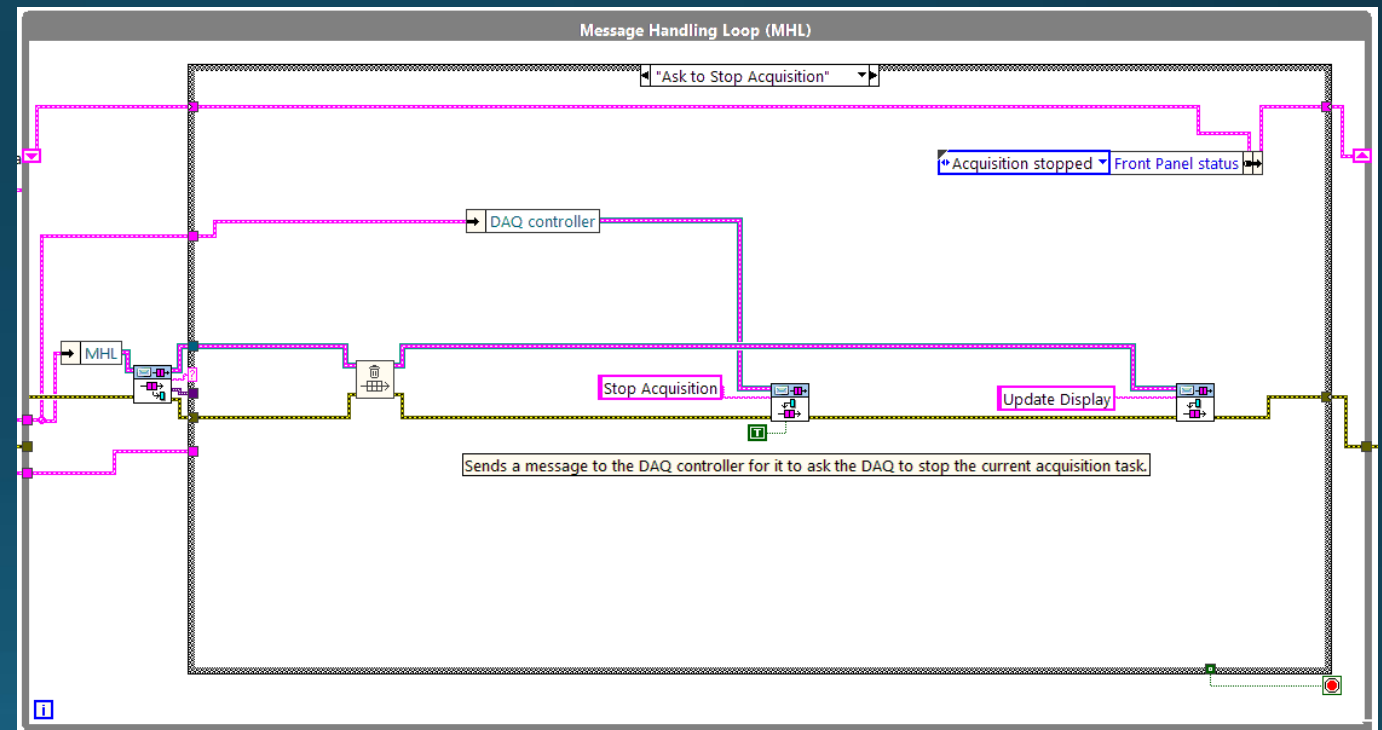 Message Handling Loop (MHL)
"Ask to Stop Acquisition"
Acquisition stopped
Front Panel status
DAQ controller
MHL
?
Stop Acquisition
Update Display
T
Sends a message to the DAQ controller for it to ask the DAQ to stop the current acquisition task.
i